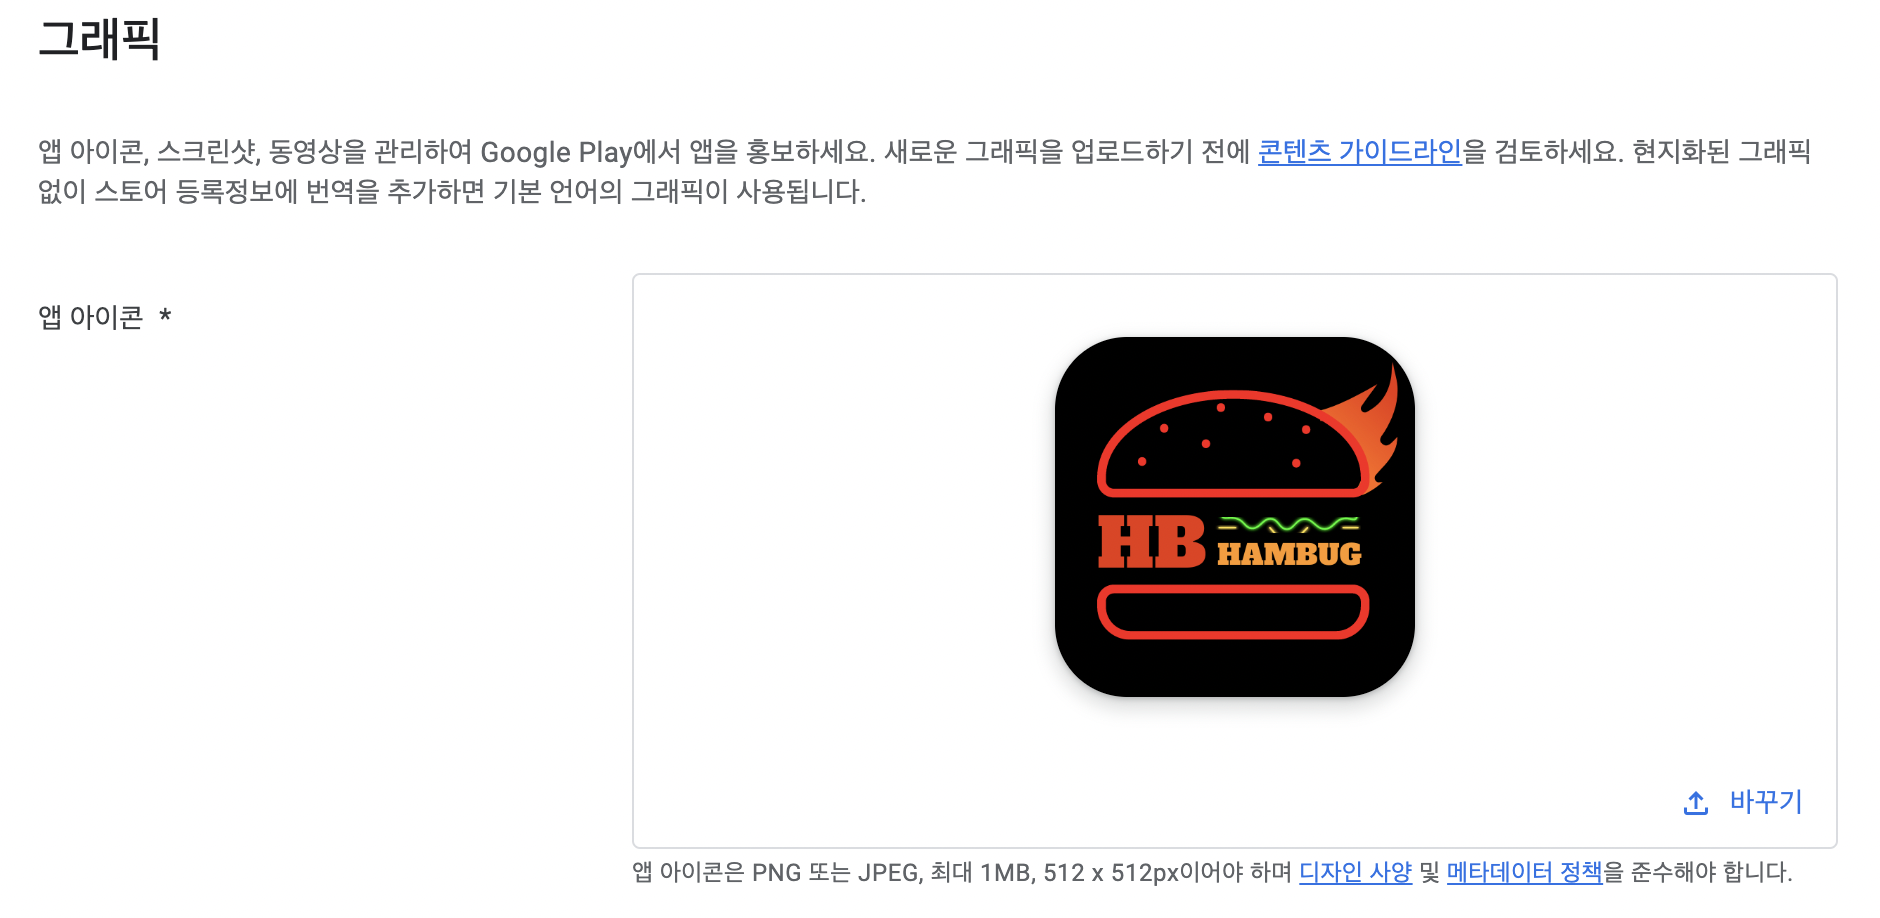 그래픽
앱 아이콘, 스크린샷, 동영상을 관리하여 Google Play에서 앱을 홍보하세요. 새로운 그래픽을 업로드하기 전에 콘텐츠 가이드라인을 검토하세요. 현지화된 그래픽
없이 스토어 등록정보에 번역을 추가하면 기본 언어의 그래픽이 사용됩니다.
앱 아이콘 *
HB HAMBUG
바꾸기
앱 아이콘은 PNG 또는 JPEG, 최대 1MB, 512 x 512px이어야 하며 디자인 사양 및 메타데이터 정책을 준수해야 합니다.